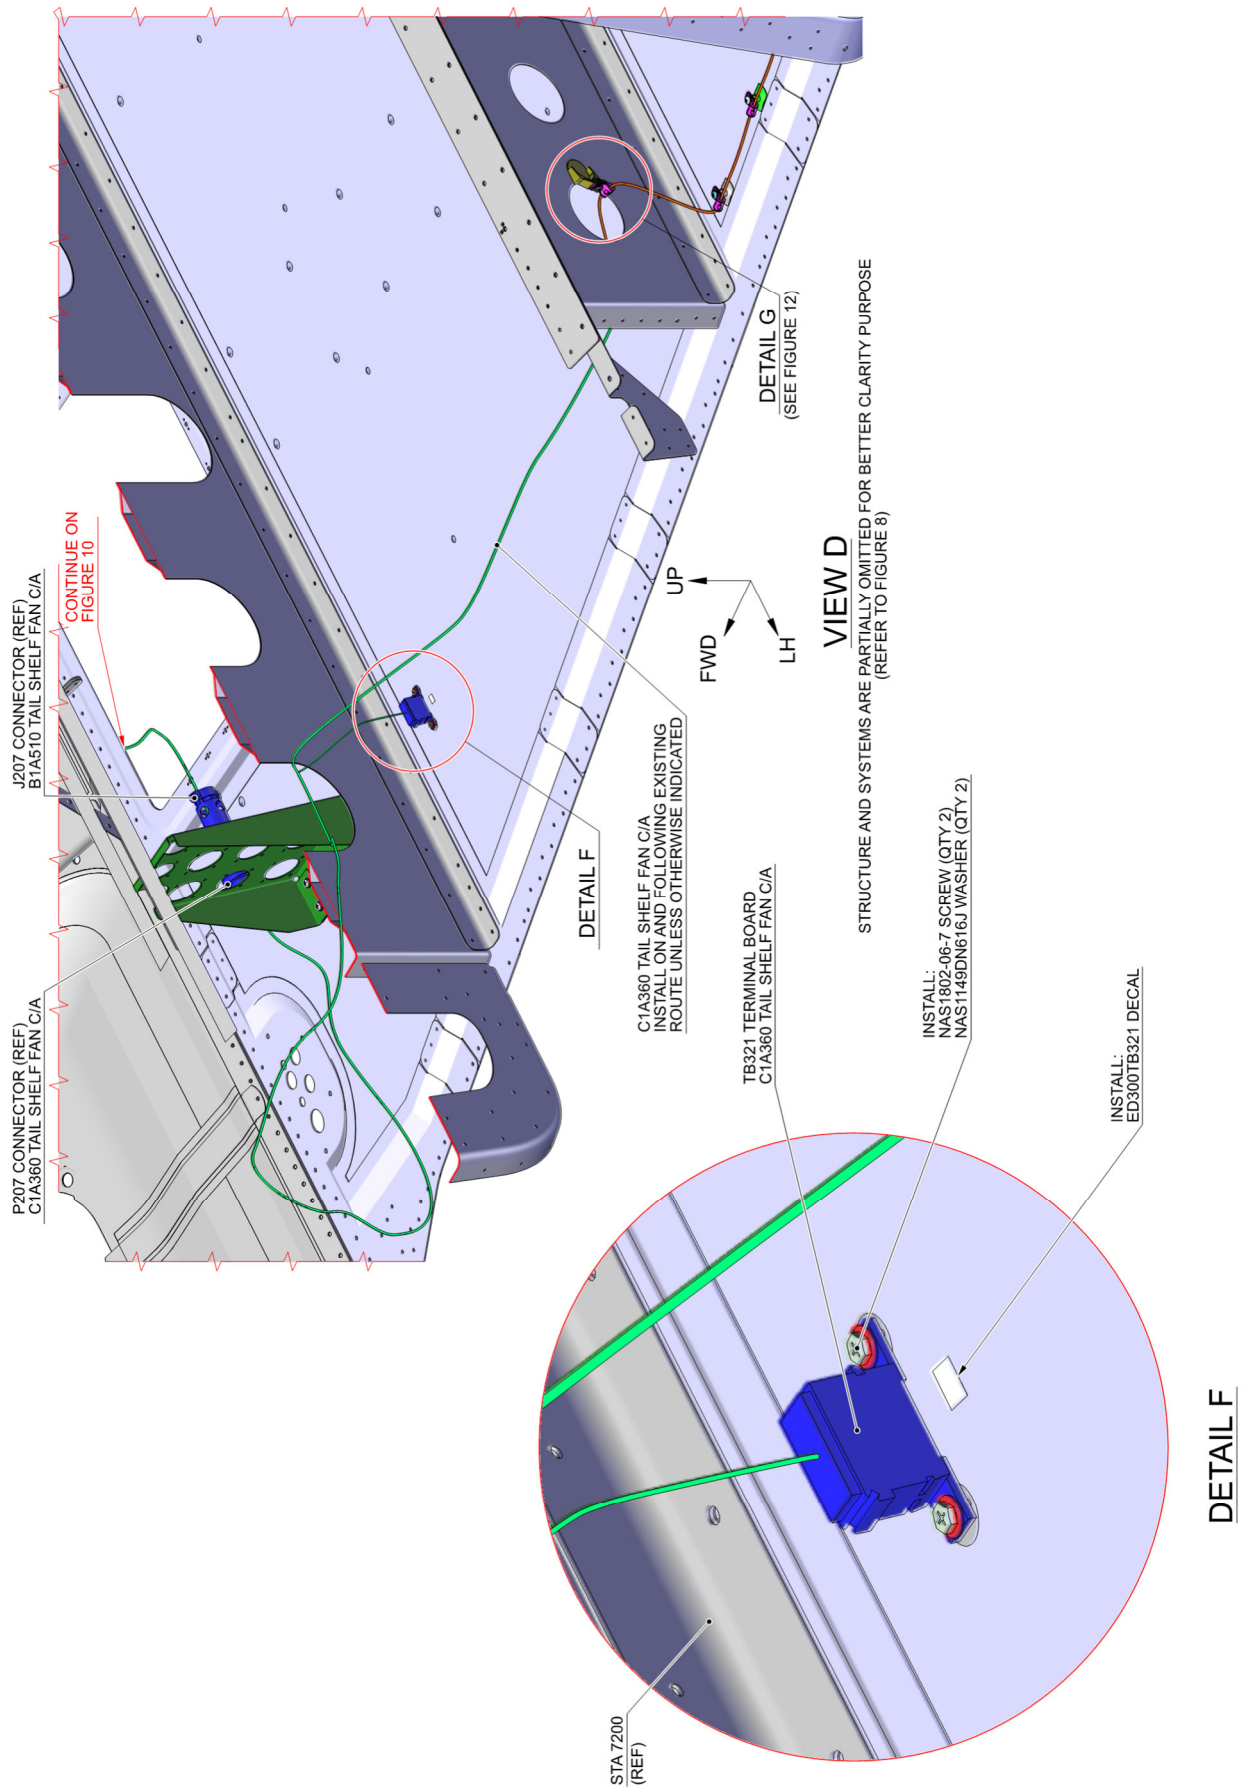 P207 CONNECTOR (REF)
C1A360 TAIL SHELF FAN C/A
J207 CONNECTOR (REF)
B1A510 TAIL SHELF FAN C/A
CONTINUE ON
FIGURE 10
DETAIL F
C1A360 TAIL SHELF FAN C/A
INSTALL ON AND FOLLOWING EXISTING
ROUTE UNLESS OTHERWISE INDICATED
UP
FWD
LH
DETAIL G
(SEE FIGURE 12)
VIEW D
STRUCTURE AND SYSTEMS ARE PARTIALLY OMITTED FOR BETTER CLARITY PURPOSE
(REFER TO FIGURE 8)
STA 7200
(REF)
TB321 TERMINAL BOARD
C1A360 TAIL SHELF FAN C/A
INSTALL:
NAS1802-06-7 SCREW (QTY 2)
NAS1149DN616J WASHER (QTY 2)
INSTALL:
ED300TB321 DECAL
DETAIL F